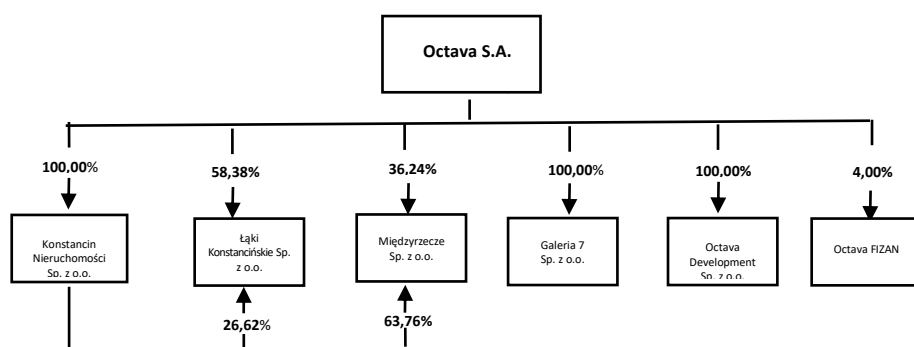 Octava S.A.
100,00%
58,38%
36,24%
100,00%
100,00%
4,00%
Konstancin
Nieruchomości
Sp. z o.o.
Łąki
Konstancińskie Sp.
z o.o.
Międzyrzecze
Sp. z o.o.
Galeria 7
Sp. z o.o.
Octava
Development
Sp. z o.o.
Octava FIZAN
26,62%
63,76%